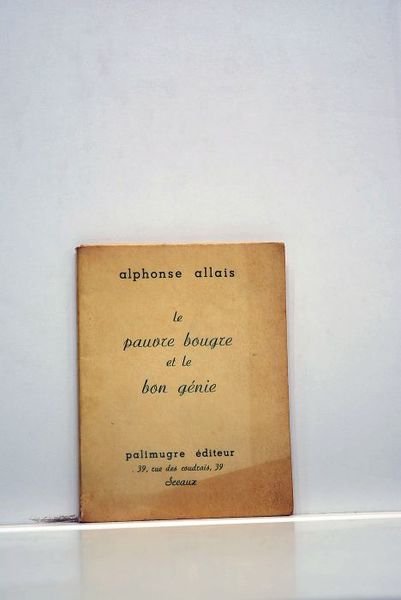 alphonse allais
le
pauvre bougre
et le
bon génie
palimugre éditeur
. 39, rue des coudrais, 39
Sceaux